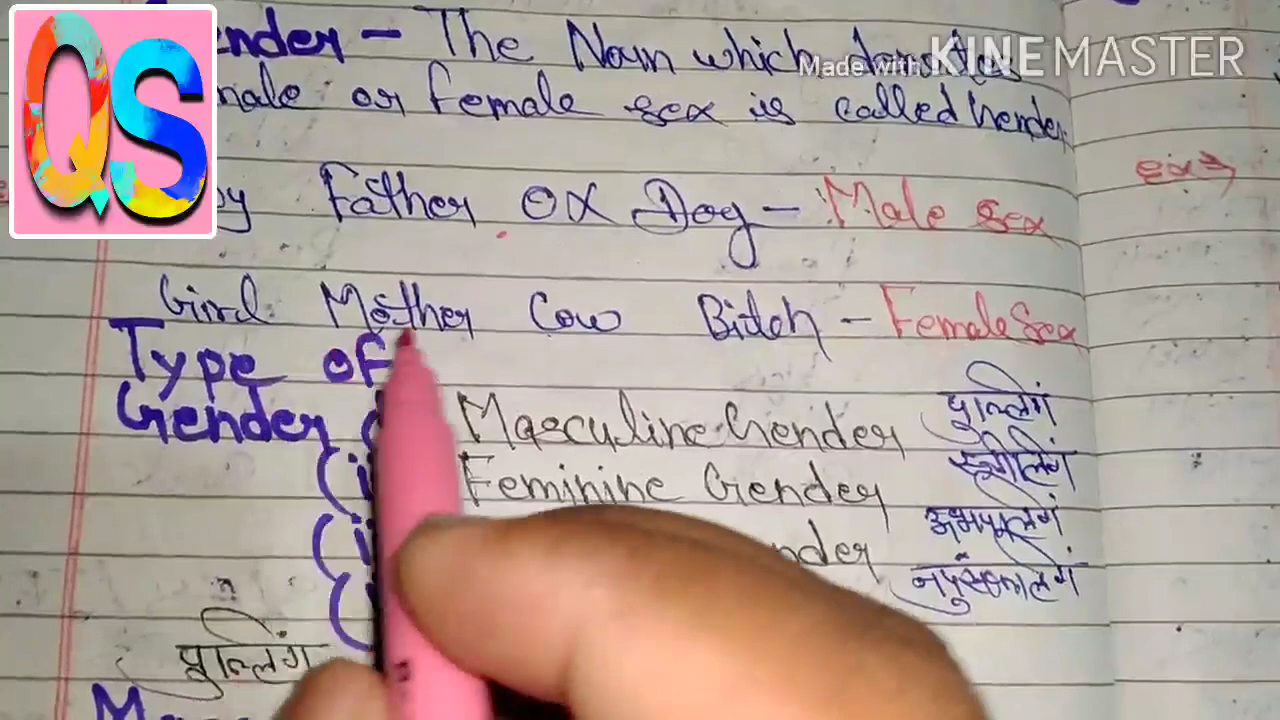 QS
ender - The Noun which denotes
Made with KINEMASTER
male or female sex is called Gender
ex→
oy Father OX Dog - Male sex
Girl Mother Cow Bitch - Female Sex
Type of
Gender
Masculine Gender पुल्लिंग
Feminine Gender स्त्रीलिंग
nder उभयलिंग
नपुंसकलिंग
पुल्लिंग